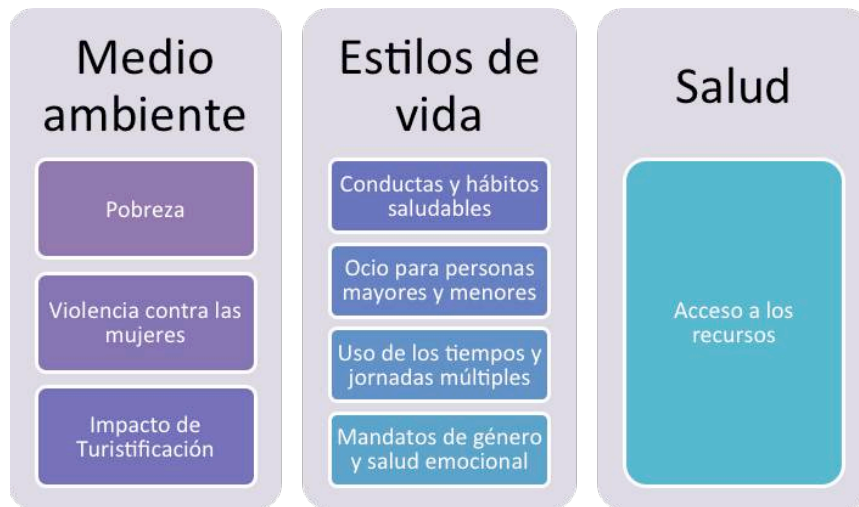 Medio
ambiente
Pobreza
Violencia contra las
mujeres
Impacto de
Turistificación
Estilos de
vida
Conductas y hábitos
saludables
Ocio para personas
mayores y menores
Uso de los tiempos y
jornadas múltiples
Mandatos de género
y salud emocional
Salud
Acceso a los
recursos